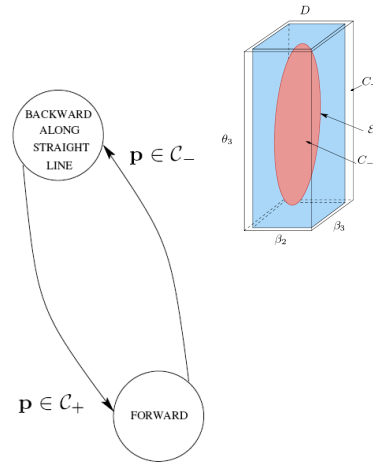 D
BACKWARD
ALONG
STRAIGHT
LINE
p ∈ C₋
θ₃
ε
C₋
β₂
β₃
p ∈ C₊
FORWARD